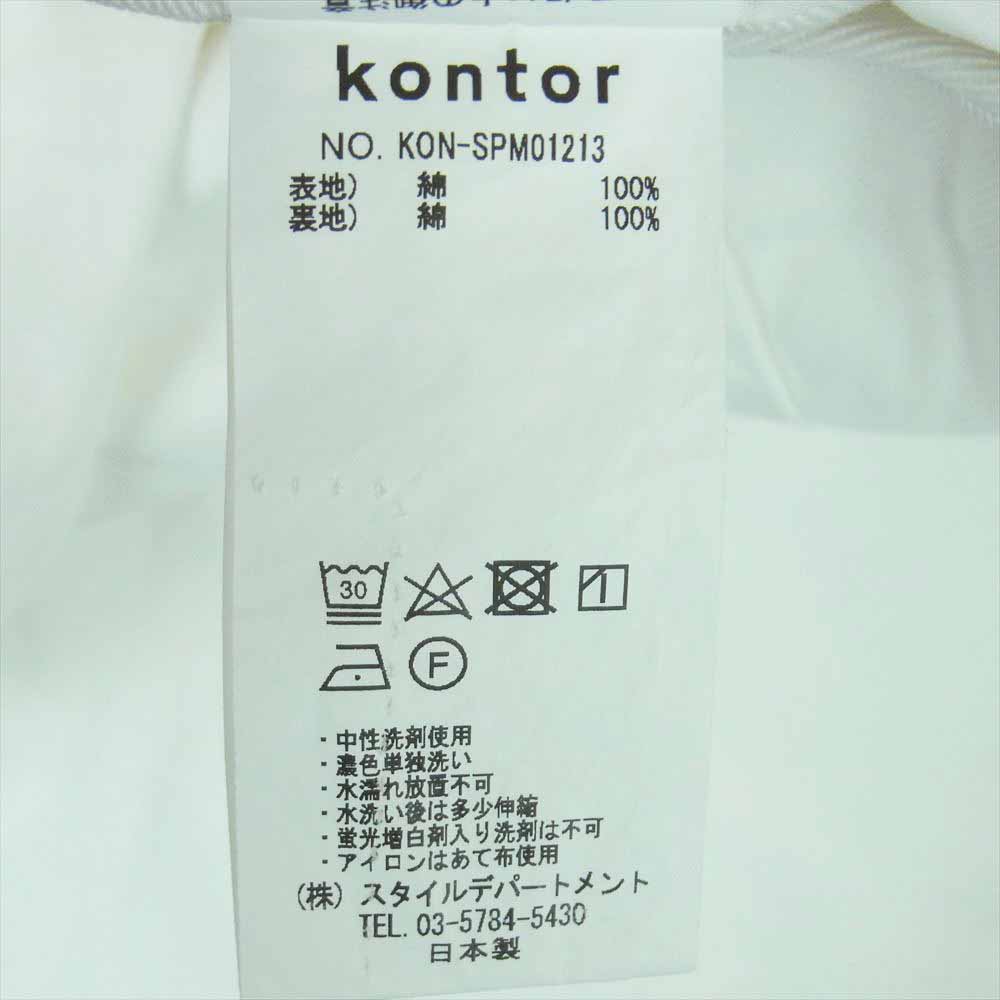 kontor
NO. KON-SPM01213
表地) 綿 100%
裏地) 綿 100%
30
F
・中性洗剤使用
・濃色単独洗い
・水濡れ放置不可
・水洗い後は多少伸縮
・蛍光増白剤入り洗剤は不可
・アイロンはあて布使用
(株) スタイルデパートメント
TEL. 03-5784-5430
日本製